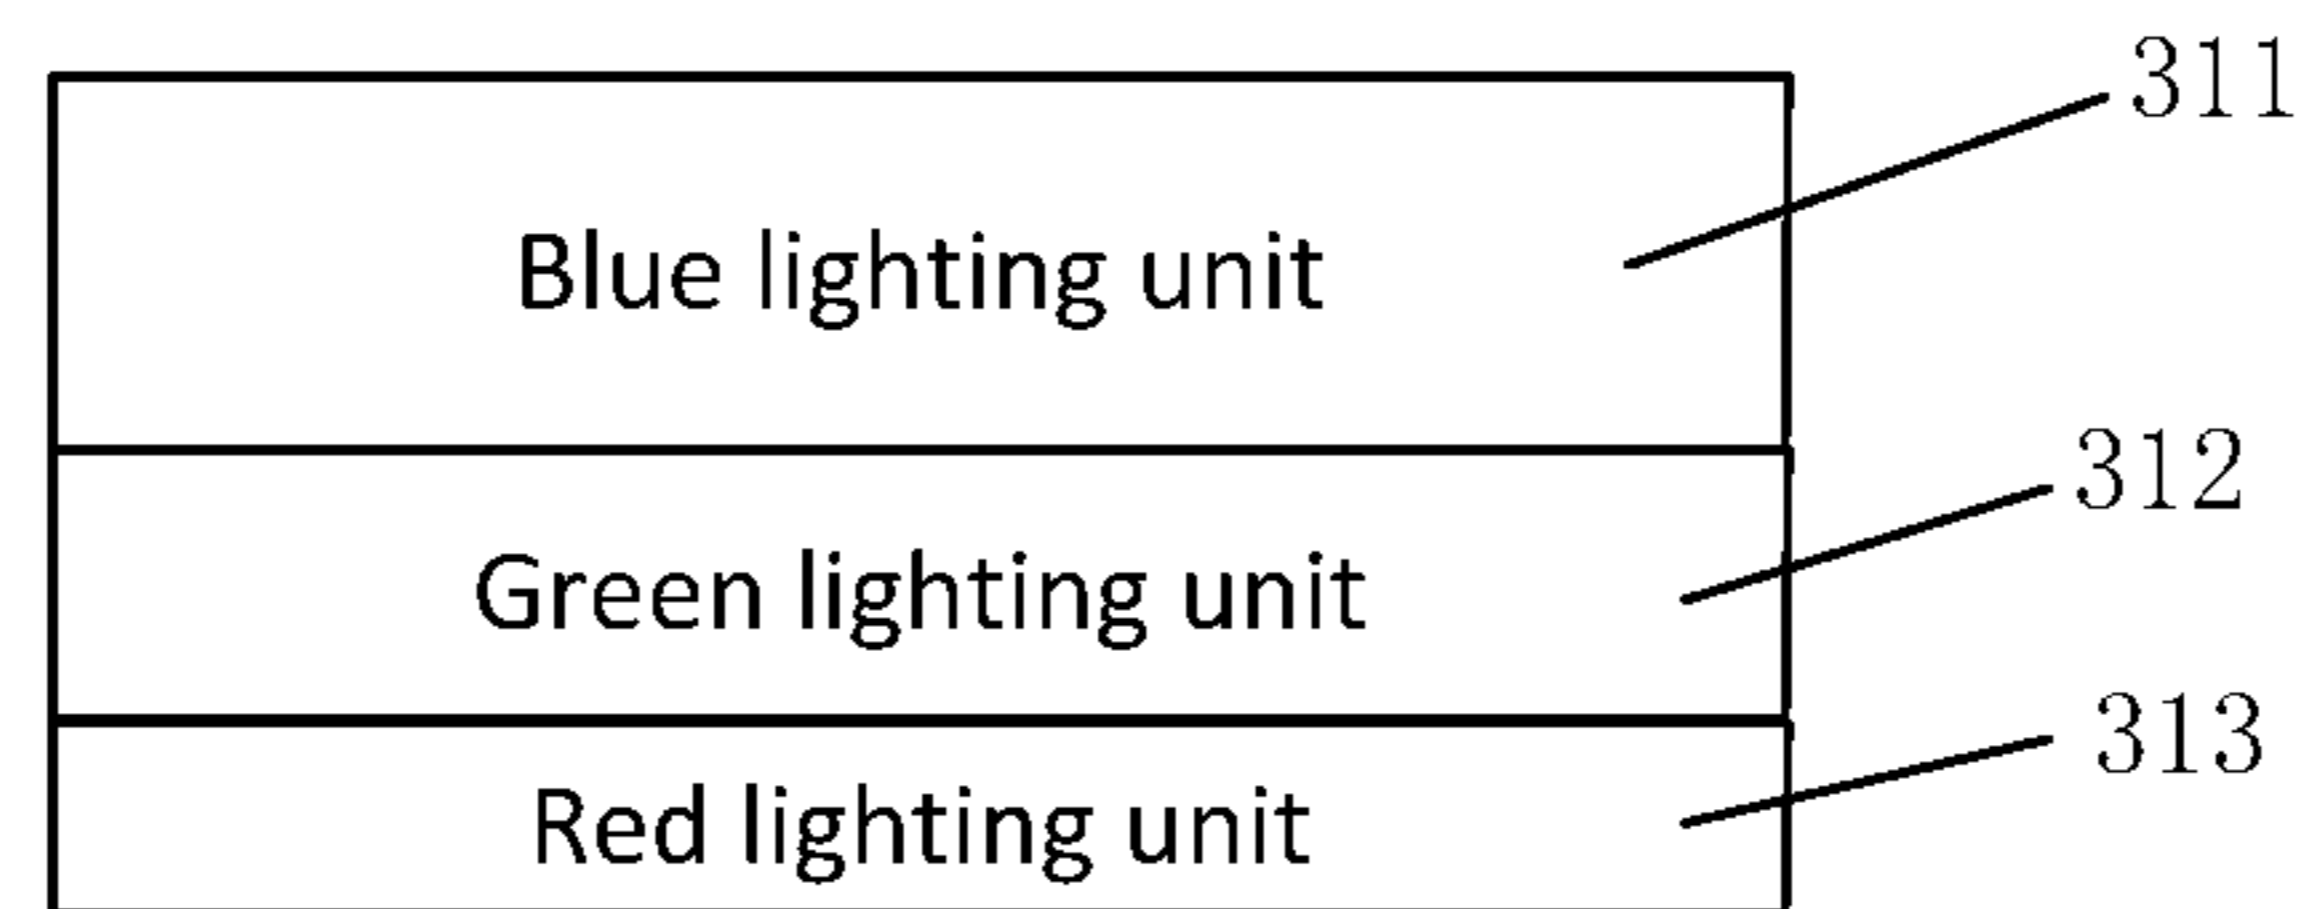 311
Blue lighting unit
312
Green lighting unit
313
Red lighting unit